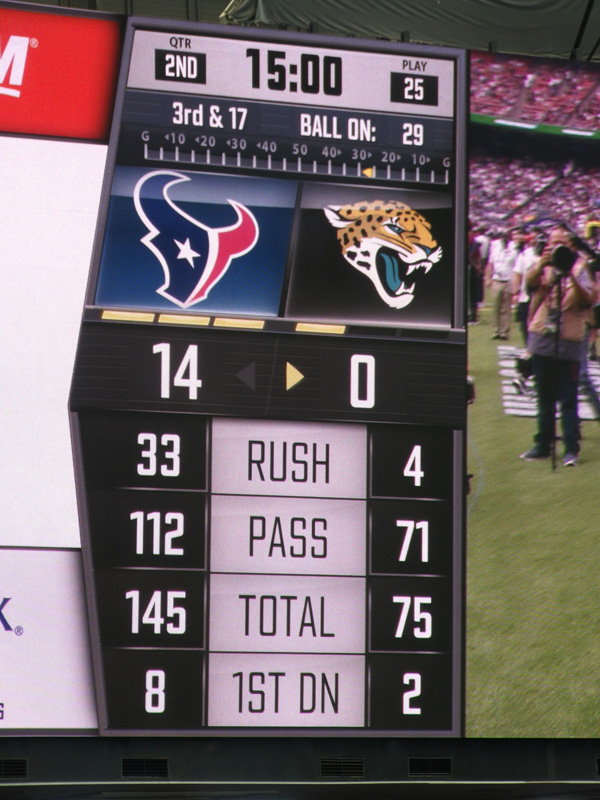 M®
QTR
2ND
15:00
PLAY
25
3rd & 17
BALL ON: 29
G ◂10 ◂20 ◂30 ◂40 50 40▸ 30▸ 20▸ 10▸ G
14 0
33 RUSH 4
112 PASS 71
145 TOTAL 75
8 1ST DN 2
K®
S